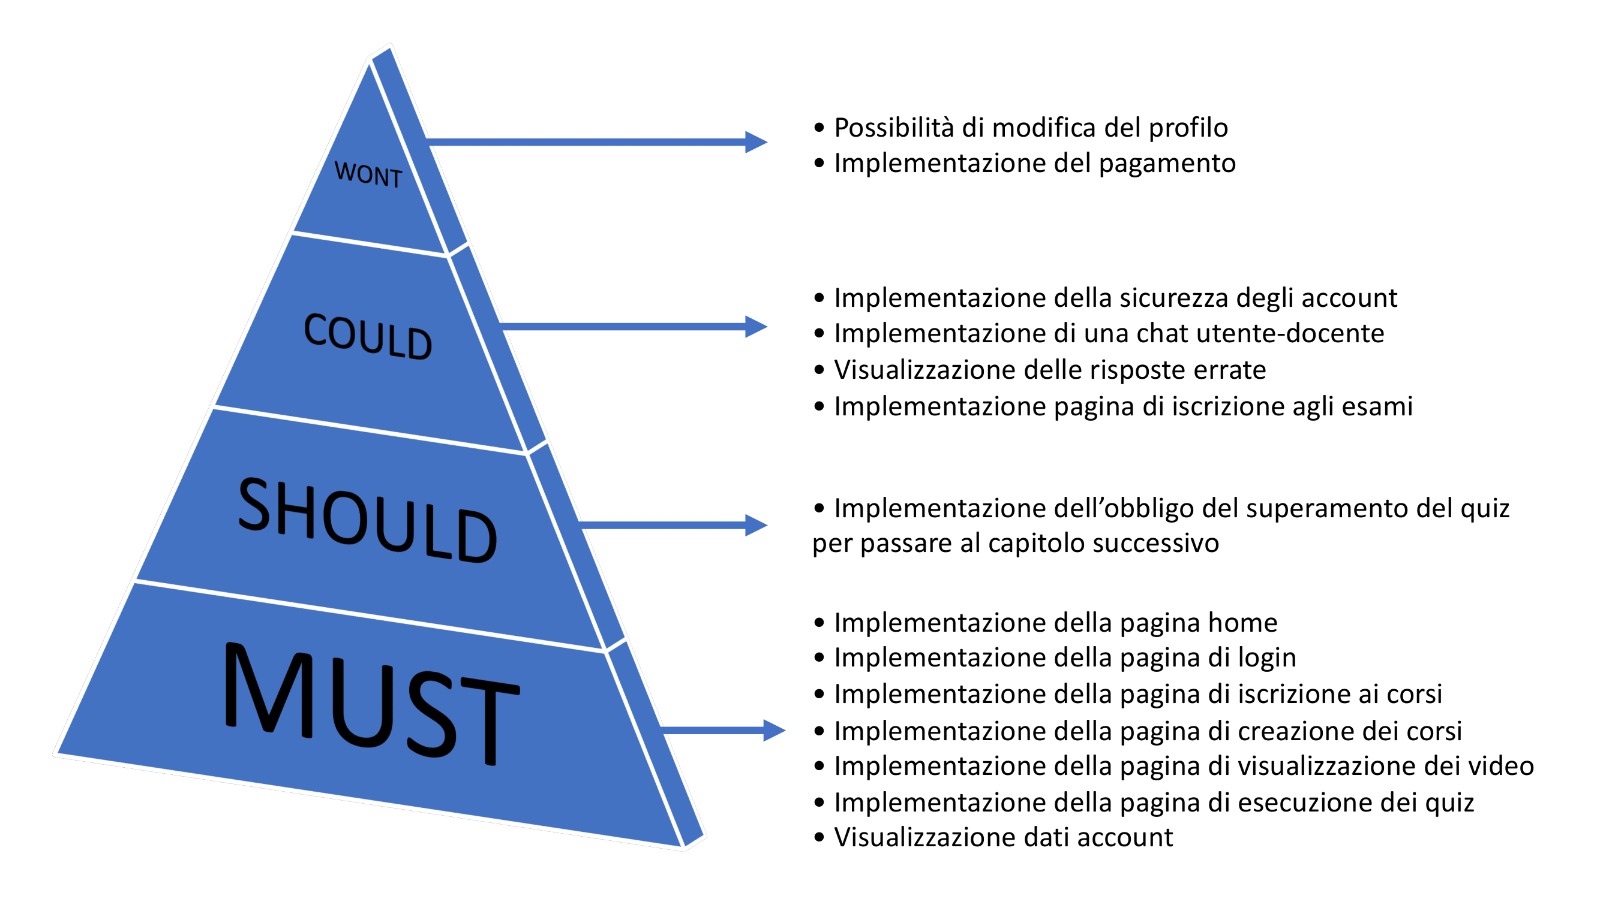 WONT
• Possibilità di modifica del profilo
• Implementazione del pagamento
COULD
• Implementazione della sicurezza degli account
• Implementazione di una chat utente-docente
• Visualizzazione delle risposte errate
• Implementazione pagina di iscrizione agli esami
SHOULD
• Implementazione dell’obbligo del superamento del quiz
per passare al capitolo successivo
MUST
• Implementazione della pagina home
• Implementazione della pagina di login
• Implementazione della pagina di iscrizione ai corsi
• Implementazione della pagina di creazione dei corsi
• Implementazione della pagina di visualizzazione dei video
• Implementazione della pagina di esecuzione dei quiz
• Visualizzazione dati account